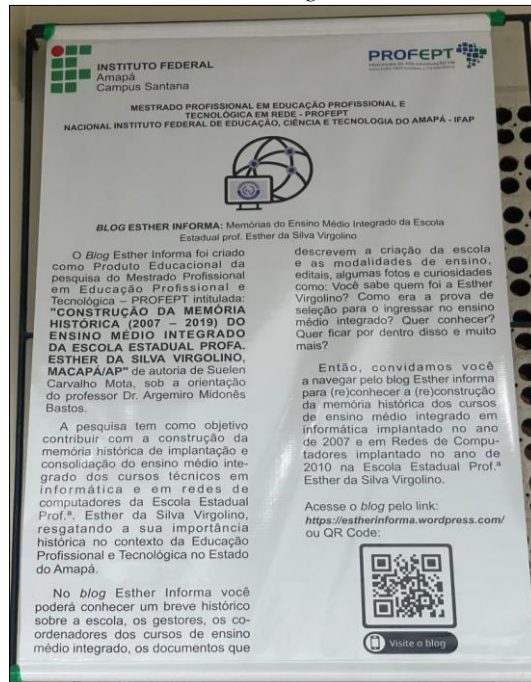 INSTITUTO FEDERAL
Amapá
Campus Santana
PROFEPT
PROGRAMA DE PÓS-GRADUAÇÃO EM
EDUCAÇÃO PROFISSIONAL E TECNOLÓGICA
MESTRADO PROFISSIONAL EM EDUCAÇÃO PROFISSIONAL E
TECNOLÓGICA EM REDE - PROFEPT
NACIONAL INSTITUTO FEDERAL DE EDUCAÇÃO, CIÊNCIA E TECNOLOGIA DO AMAPÁ - IFAP
BLOG ESTHER INFORMA: Memórias do Ensino Médio Integrado da Escola
Estadual prof. Esther da Silva Virgolino
O Blog Esther Informa foi criado
como Produto Educacional da
pesquisa do Mestrado Profissional
em Educação Profissional e
Tecnológica – PROFEPT intitulada:
"CONSTRUÇÃO DA MEMÓRIA
HISTÓRICA (2007 – 2019) DO
ENSINO MÉDIO INTEGRADO
DA ESCOLA ESTADUAL PROFA.
ESTHER DA SILVA VIRGOLINO,
MACAPÁ/AP" de autoria de Suelen
Carvalho Mota, sob a orientação
do professor Dr. Argemiro Midonês
Bastos.
A pesquisa tem como objetivo
contribuir com a construção da
memória histórica de implantação e
consolidação do ensino médio inte-
grado dos cursos técnicos em
informática e em redes de
computadores da Escola Estadual
Prof.ª. Esther da Silva Virgolino,
resgatando a sua importância
histórica no contexto da Educação
Profissional e Tecnológica no Estado
do Amapá.
No blog Esther Informa você
poderá conhecer um breve histórico
sobre a escola, os gestores, os co-
ordenadores dos cursos de ensino
médio integrado, os documentos que
descrevem a criação da escola
e as modalidades de ensino,
editais, algumas fotos e curiosidades
como: Você sabe quem foi a Esther
Virgolino? Como era a prova de
seleção para o ingressar no ensino
médio integrado? Quer conhecer?
Quer ficar por dentro disso e muito
mais?
Então, convidamos você
a navegar pelo blog Esther informa
para (re)conhecer a (re)construção
da memória histórica dos cursos
de ensino médio integrado em
informática implantado no ano
de 2007 e em Redes de Compu-
tadores implantado no ano de
2010 na Escola Estadual Prof.ª
Esther da Silva Virgolino.
Acesse o blog pelo link:
https://estherinforma.wordpress.com/
ou QR Code:
Visite o blog